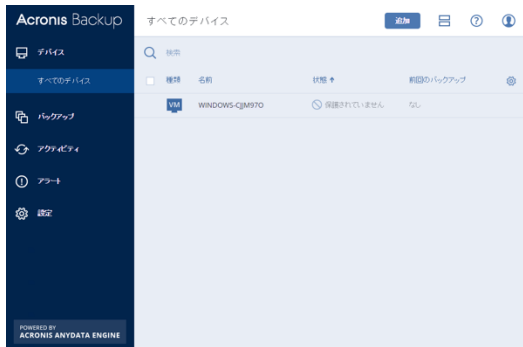 Acronis Backup
すべてのデバイス
追加
デバイス
検索
すべてのデバイス
種類 名前 状態 ↑ 前回のバックアップ
VM WINDOWS-CJJM97O 保護されていません なし
バックアップ
アクティビティ
アラート
設定
POWERED BY
ACRONIS ANYDATA ENGINE